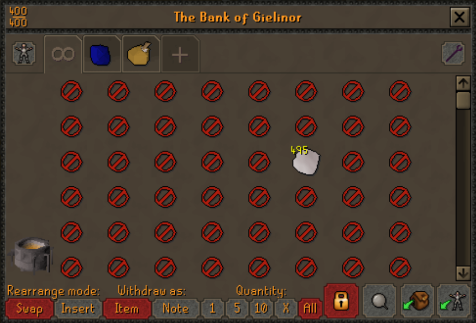 400
400
The Bank of Gielinor
495
Rearrange mode: Withdraw as: Quantity:
Swap Insert Item Note 1 5 10 X All